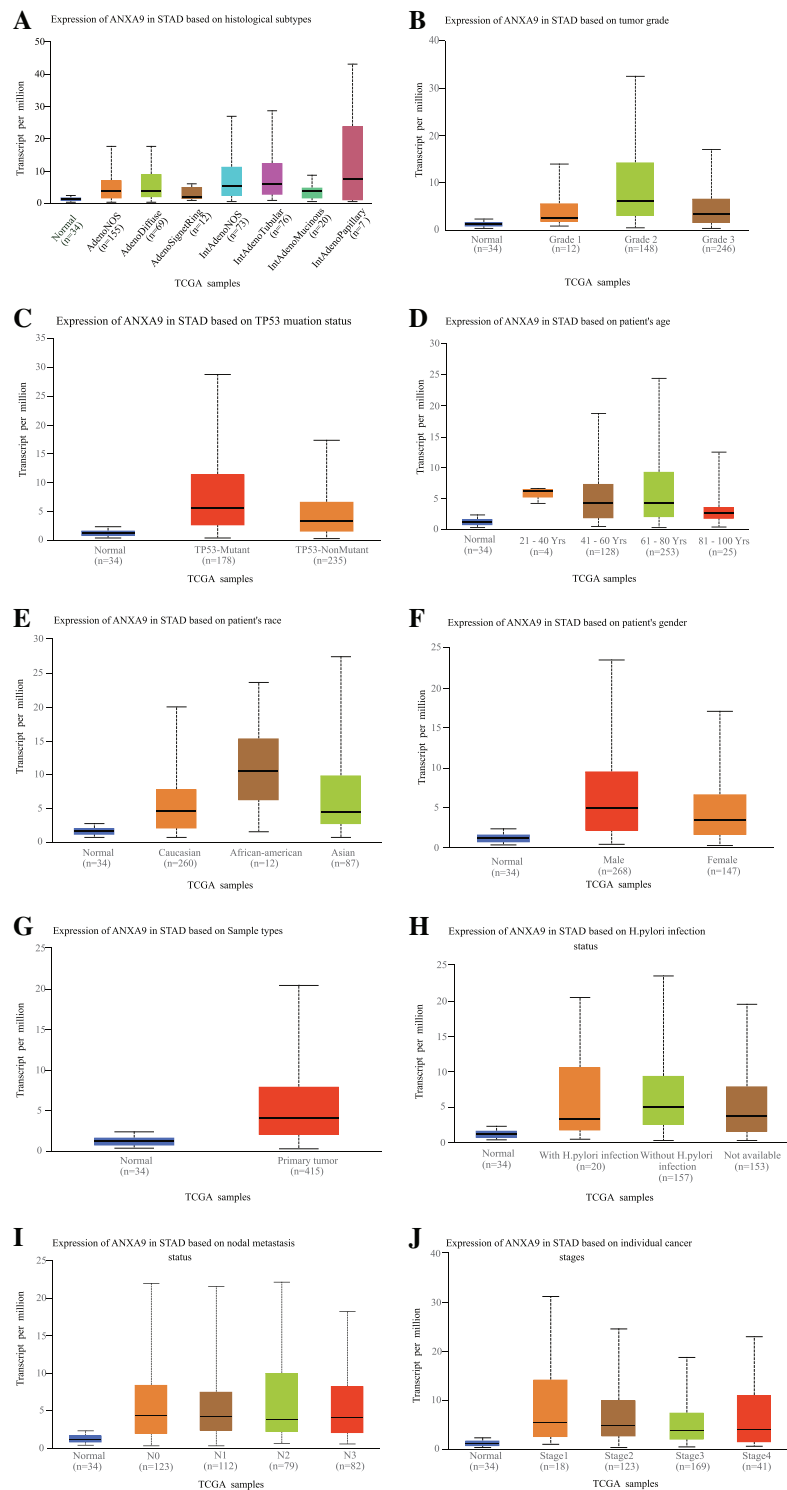 A
Expression of ANXA9 in STAD based on histological subtypes
Transcript per million
50
40
30
20
10
0
Normal
(n=34)
AdenoNOS
(n=155)
AdenoDiffuse
(n=69)
AdenoSignetRing
(n=12)
IntAdenoNOS
(n=73)
IntAdenoTubular
(n=76)
IntAdenoMucinous
(n=20)
IntAdenoPapillary
(n=7)
TCGA samples
B
Expression of ANXA9 in STAD based on tumor grade
Transcript per million
40
30
20
10
0
Normal Grade 1 Grade 2 Grade 3
(n=34) (n=12) (n=148) (n=246)
TCGA samples
C
Expression of ANXA9 in STAD based on TP53 muation status
Transcript per million
35
30
25
20
15
10
5
0
Normal TP53-Mutant TP53-NonMutant
(n=34) (n=178) (n=235)
TCGA samples
D
Expression of ANXA9 in STAD based on patient's age
Transcript per million
30
25
20
15
10
5
0
Normal 21 - 40 Yrs 41 - 60 Yrs 61 - 80 Yrs 81 - 100 Yrs
(n=34) (n=4) (n=128) (n=253) (n=25)
TCGA samples
E
Expression of ANXA9 in STAD based on patient's race
Transcript per million
30
25
20
15
10
5
0
Normal Caucasian African-american Asian
(n=34) (n=260) (n=12) (n=87)
TCGA samples
F
Expression of ANXA9 in STAD based on patient's gender
Transcript per million
25
20
15
10
5
0
Normal Male Female
(n=34) (n=268) (n=147)
TCGA samples
G
Expression of ANXA9 in STAD based on Sample types
Transcript per million
25
20
15
10
5
0
Normal Primary tumor
(n=34) (n=415)
TCGA samples
H
Expression of ANXA9 in STAD based on H.pylori infection
status
Transcript per million
25
20
15
10
5
0
Normal With H.pylori infection Without H.pylori Not available
(n=34) (n=20) infection (n=153)
(n=157)
TCGA samples
I
Expression of ANXA9 in STAD based on nodal metastasis
status
Transcript per million
25
20
15
10
5
0
Normal N0 N1 N2 N3
(n=34) (n=123) (n=112) (n=79) (n=82)
TCGA samples
J
Expression of ANXA9 in STAD based on individual cancer
stages
Transcript per million
40
30
20
10
0
Normal Stage1 Stage2 Stage3 Stage4
(n=34) (n=18) (n=123) (n=169) (n=41)
TCGA samples